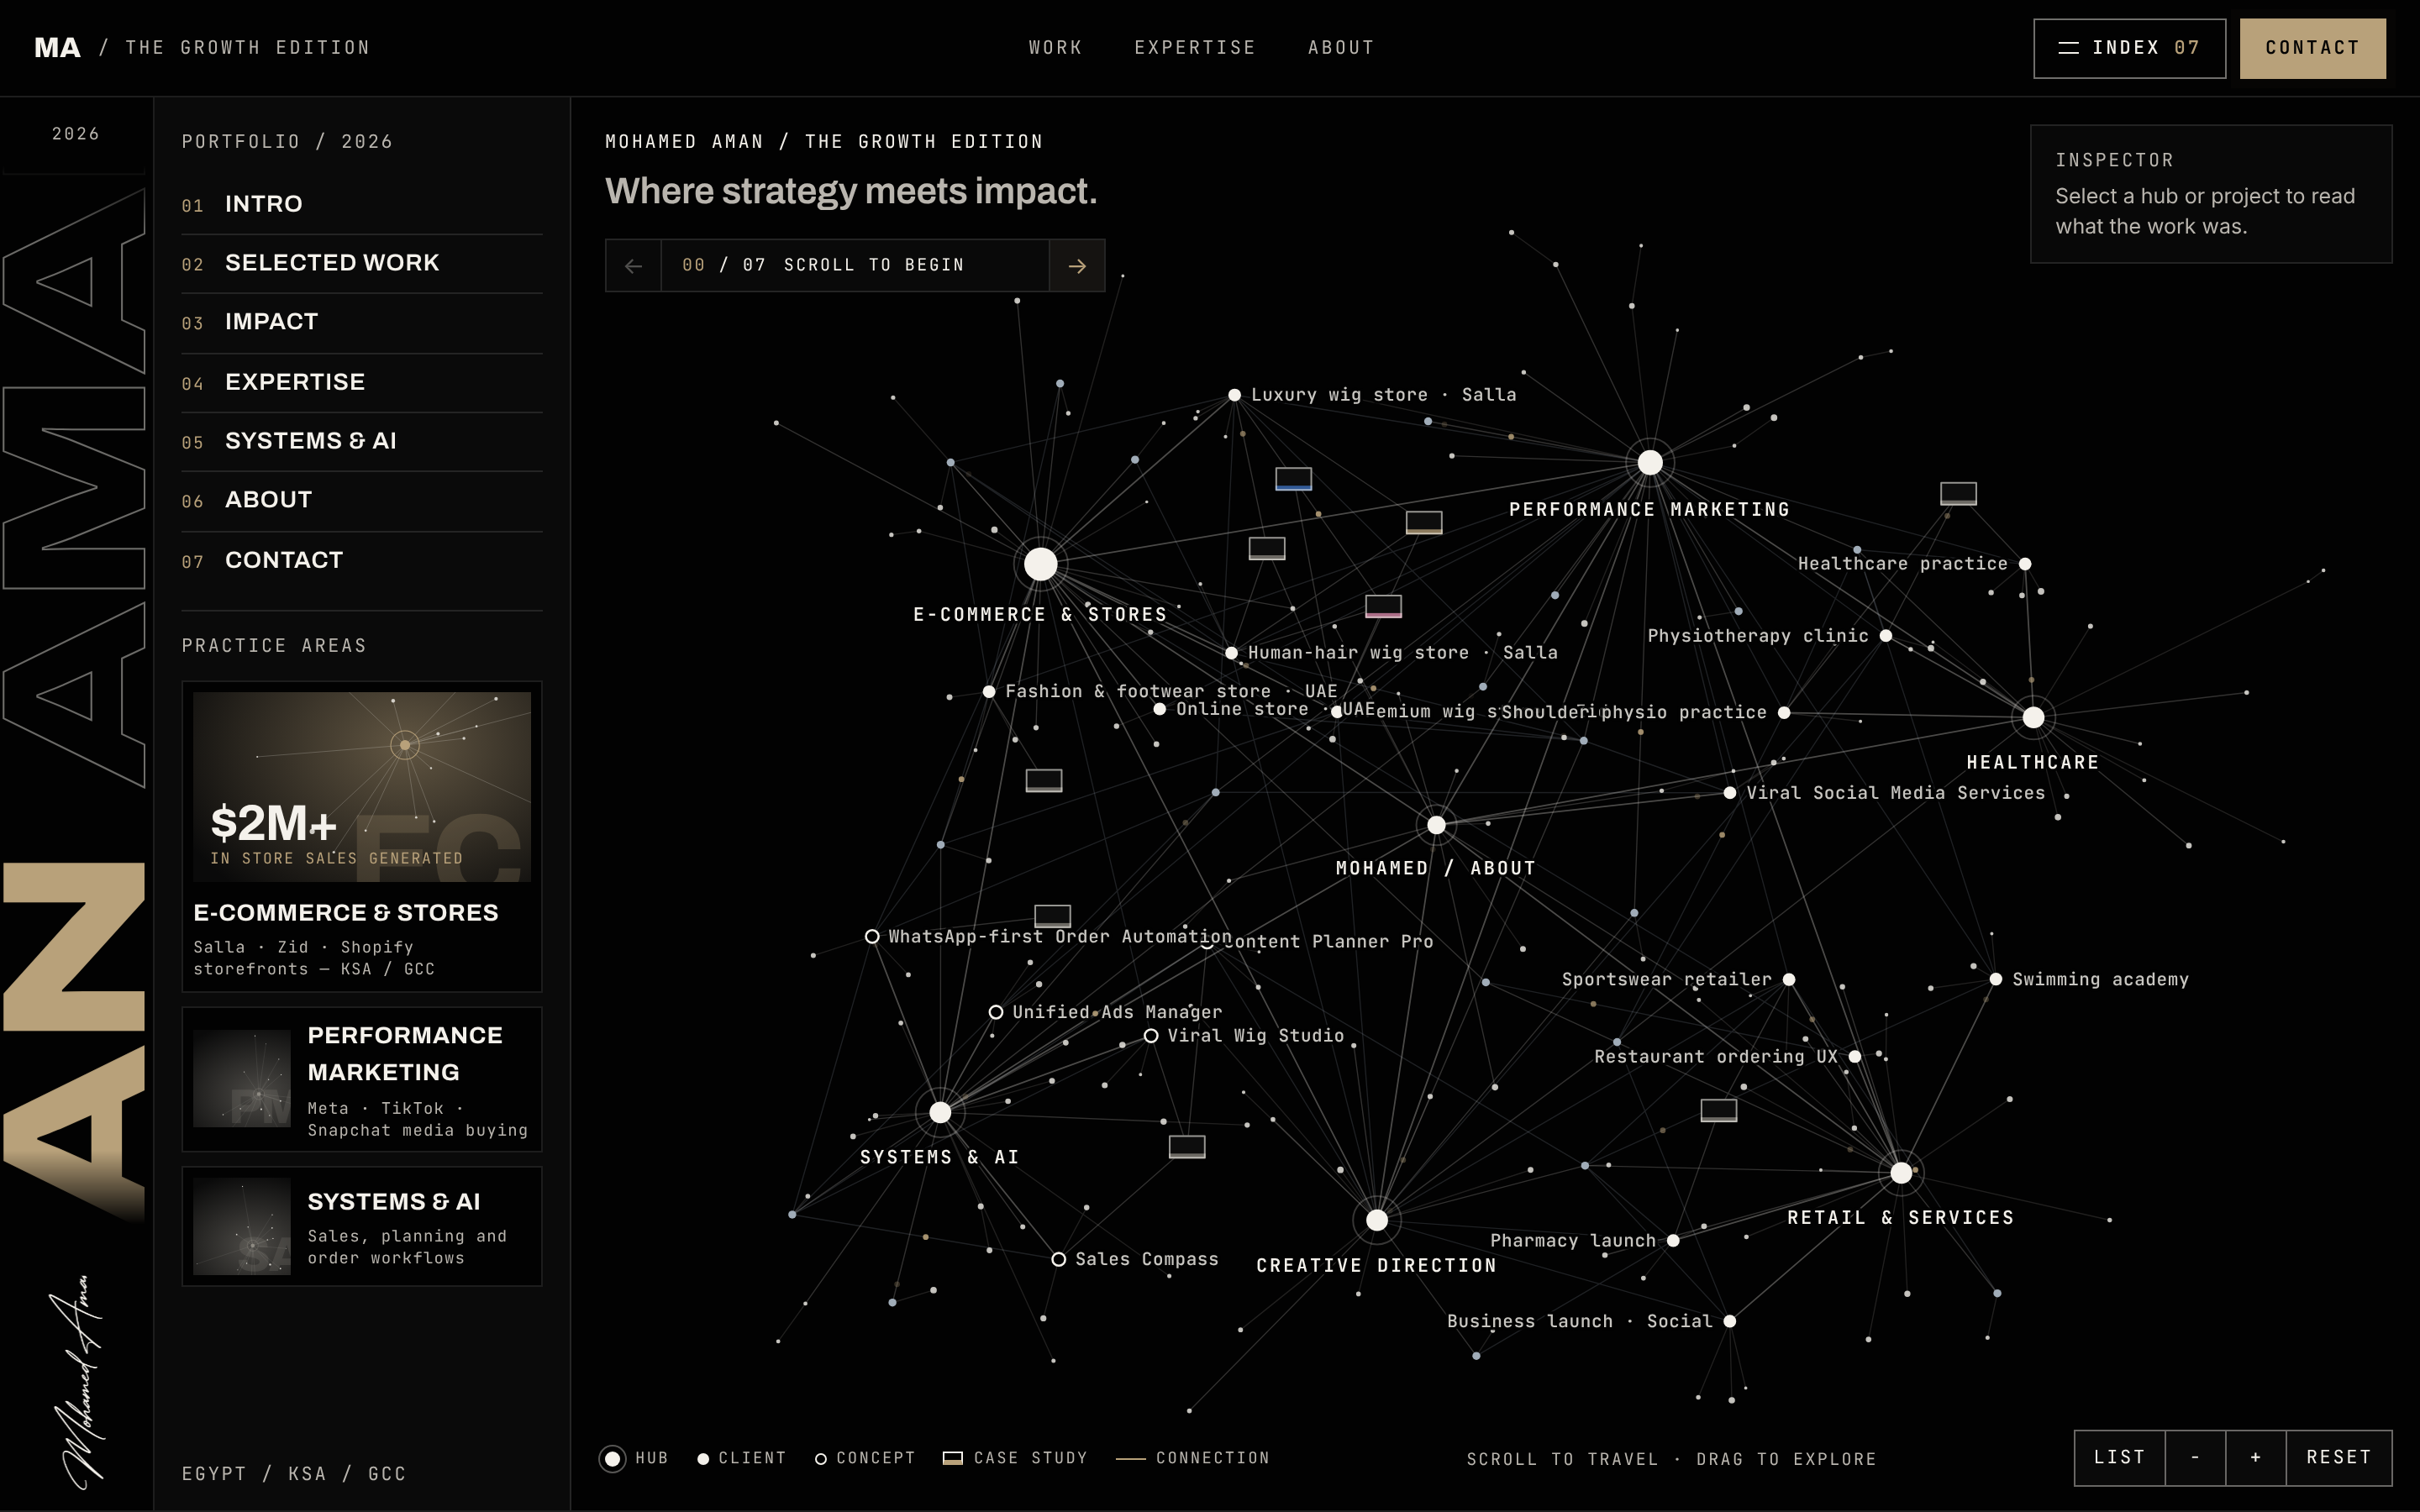 MA / THE GROWTH EDITION
WORK
EXPERTISE
ABOUT
INDEX 07
CONTACT
2026
AMAMA AN
Mohamed Aman
PORTFOLIO / 2026
01 INTRO
02 SELECTED WORK
03 IMPACT
04 EXPERTISE
05 SYSTEMS & AI
06 ABOUT
07 CONTACT
PRACTICE AREAS
$2M+
EC
IN STORE SALES GENERATED
E-COMMERCE & STORES
Salla · Zid · Shopify
storefronts — KSA / GCC
PM
PERFORMANCE
MARKETING
Meta · TikTok ·
Snapchat media buying
SA
SYSTEMS & AI
Sales, planning and
order workflows
EGYPT / KSA / GCC
MOHAMED AMAN / THE GROWTH EDITION
Where strategy meets impact.
← 00 / 07 SCROLL TO BEGIN →
INSPECTOR
Select a hub or project to read
what the work was.
Luxury wig store · Salla
PERFORMANCE MARKETING
Healthcare practice
E-COMMERCE & STORES
Physiotherapy clinic
Human-hair wig store · Salla
Fashion & footwear store · UAE
Online store · UAE
physio practice
HEALTHCARE
Viral Social Media Services
MOHAMED / ABOUT
WhatsApp-first Order Automation
Content Planner Pro
Sportswear retailer
Swimming academy
Unified Ads Manager
Viral Wig Studio
Restaurant ordering UX
SYSTEMS & AI
RETAIL & SERVICES
Pharmacy launch
Sales Compass
CREATIVE DIRECTION
Business launch · Social
HUB
CLIENT
CONCEPT
CASE STUDY
CONNECTION
SCROLL TO TRAVEL · DRAG TO EXPLORE
LIST
-
+
RESET